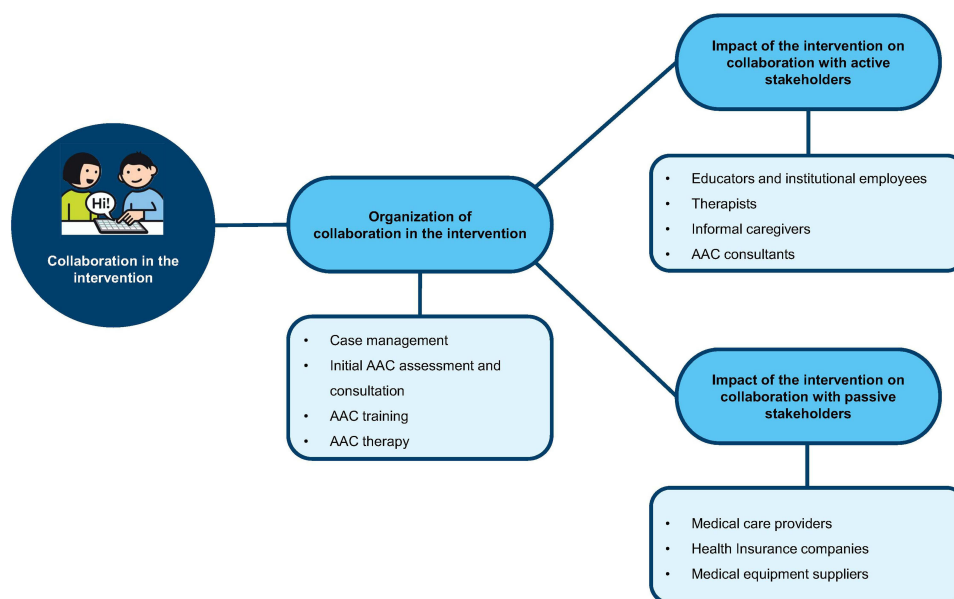 Hi!
Collaboration in the
intervention
Organization of
collaboration in the intervention
• Case management
• Initial AAC assessment and
consultation
• AAC training
• AAC therapy
Impact of the intervention on
collaboration with active
stakeholders
• Educators and institutional employees
• Therapists
• Informal caregivers
• AAC consultants
Impact of the intervention on
collaboration with passive
stakeholders
• Medical care providers
• Health Insurance companies
• Medical equipment suppliers